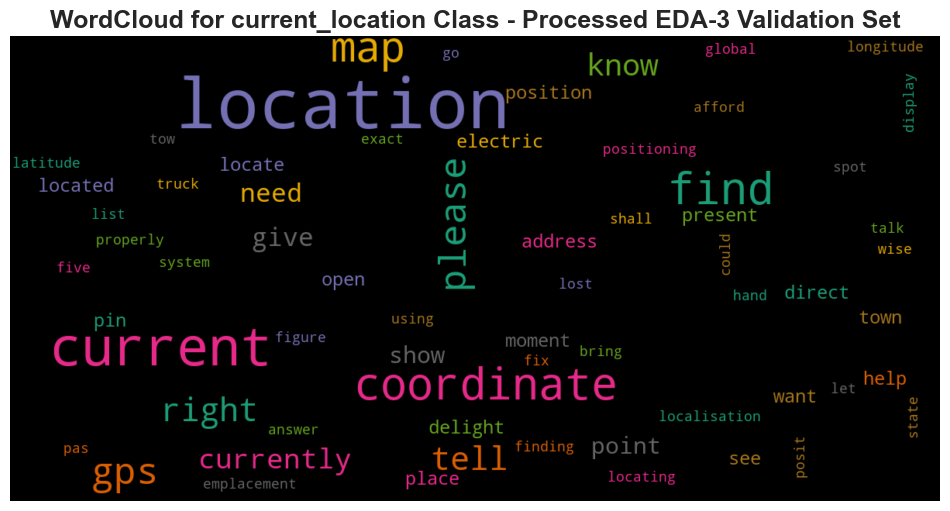 WordCloud for current_location Class - Processed EDA-3 Validation Set
map
go
global
longitude
know
location
position
afford
display
tow
exact
electric
positioning
latitude
locate
spot
located
truck
need
please
find
list
shall
present
properly
give
address
could
talk
wise
five
system
open
lost
hand
direct
pin
using
town
current
figure
show
moment
fix
bring
coordinate
want
let
help
right
localisation
state
answer
delight
pas
currently
tell
finding
point
see
posit
gps
emplacement
place
locating